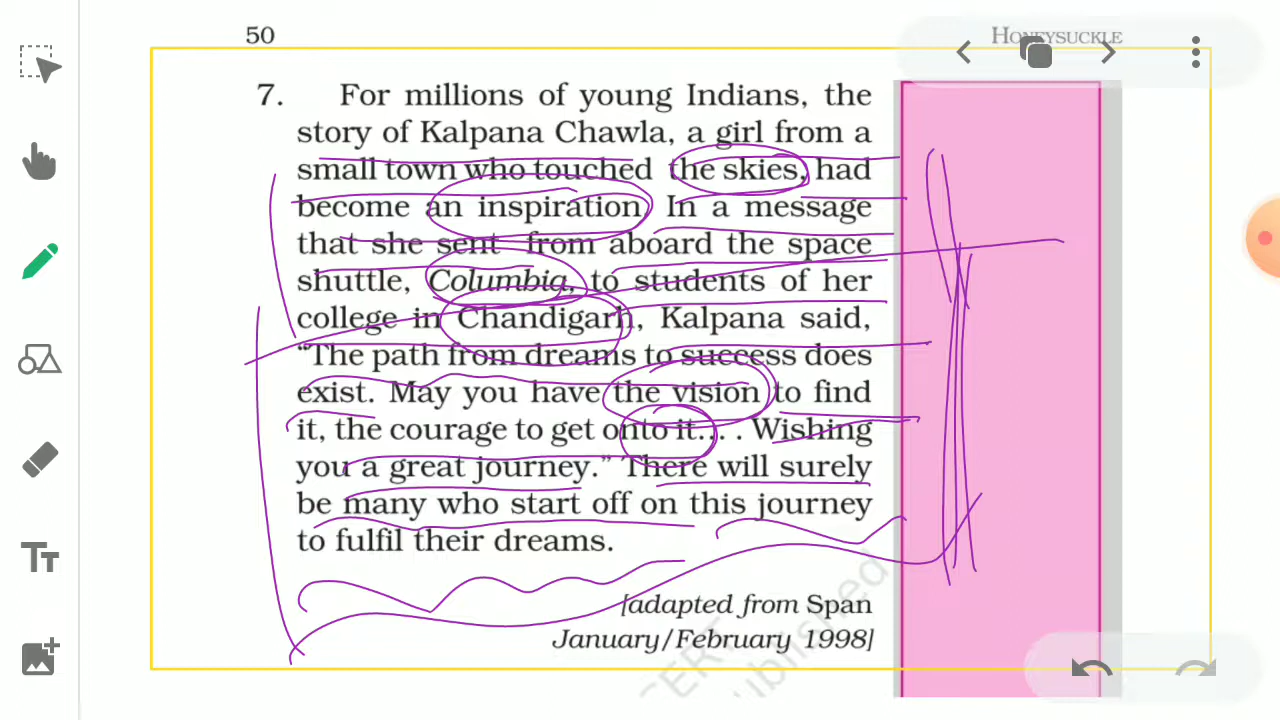 50
HONEYSUCKLE
7. For millions of young Indians, the
story of Kalpana Chawla, a girl from a
small town who touched the skies, had
become an inspiration. In a message
that she sent from aboard the space
shuttle, Columbia, to students of her
college in Chandigarh, Kalpana said,
“The path from dreams to success does
exist. May you have the vision to find
it, the courage to get onto it... . Wishing
you a great journey.” There will surely
be many who start off on this journey
to fulfil their dreams.
[adapted from Span
January/February 1998]
Tт